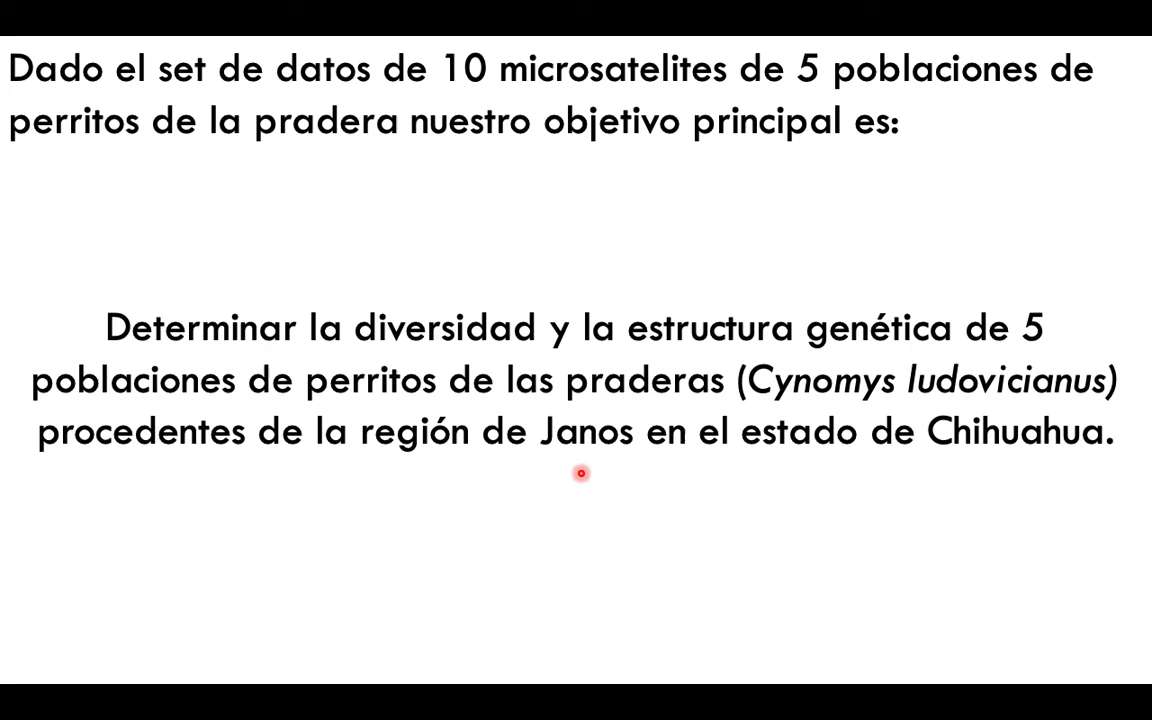 Dado el set de datos de 10 microsatelites de 5 poblaciones de
perritos de la pradera nuestro objetivo principal es:
Determinar la diversidad y la estructura genética de 5
poblaciones de perritos de las praderas (Cynomys ludovicianus)
procedentes de la región de Janos en el estado de Chihuahua.